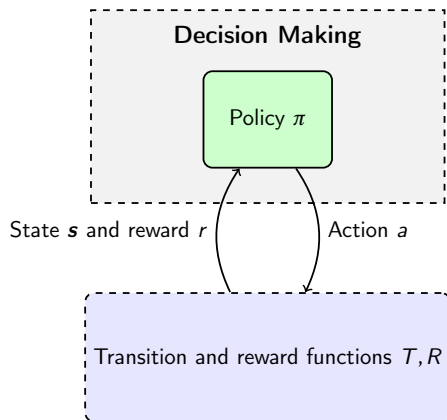 Decision Making
Policy π
State s and reward r
Action a
Transition and reward functions T, R